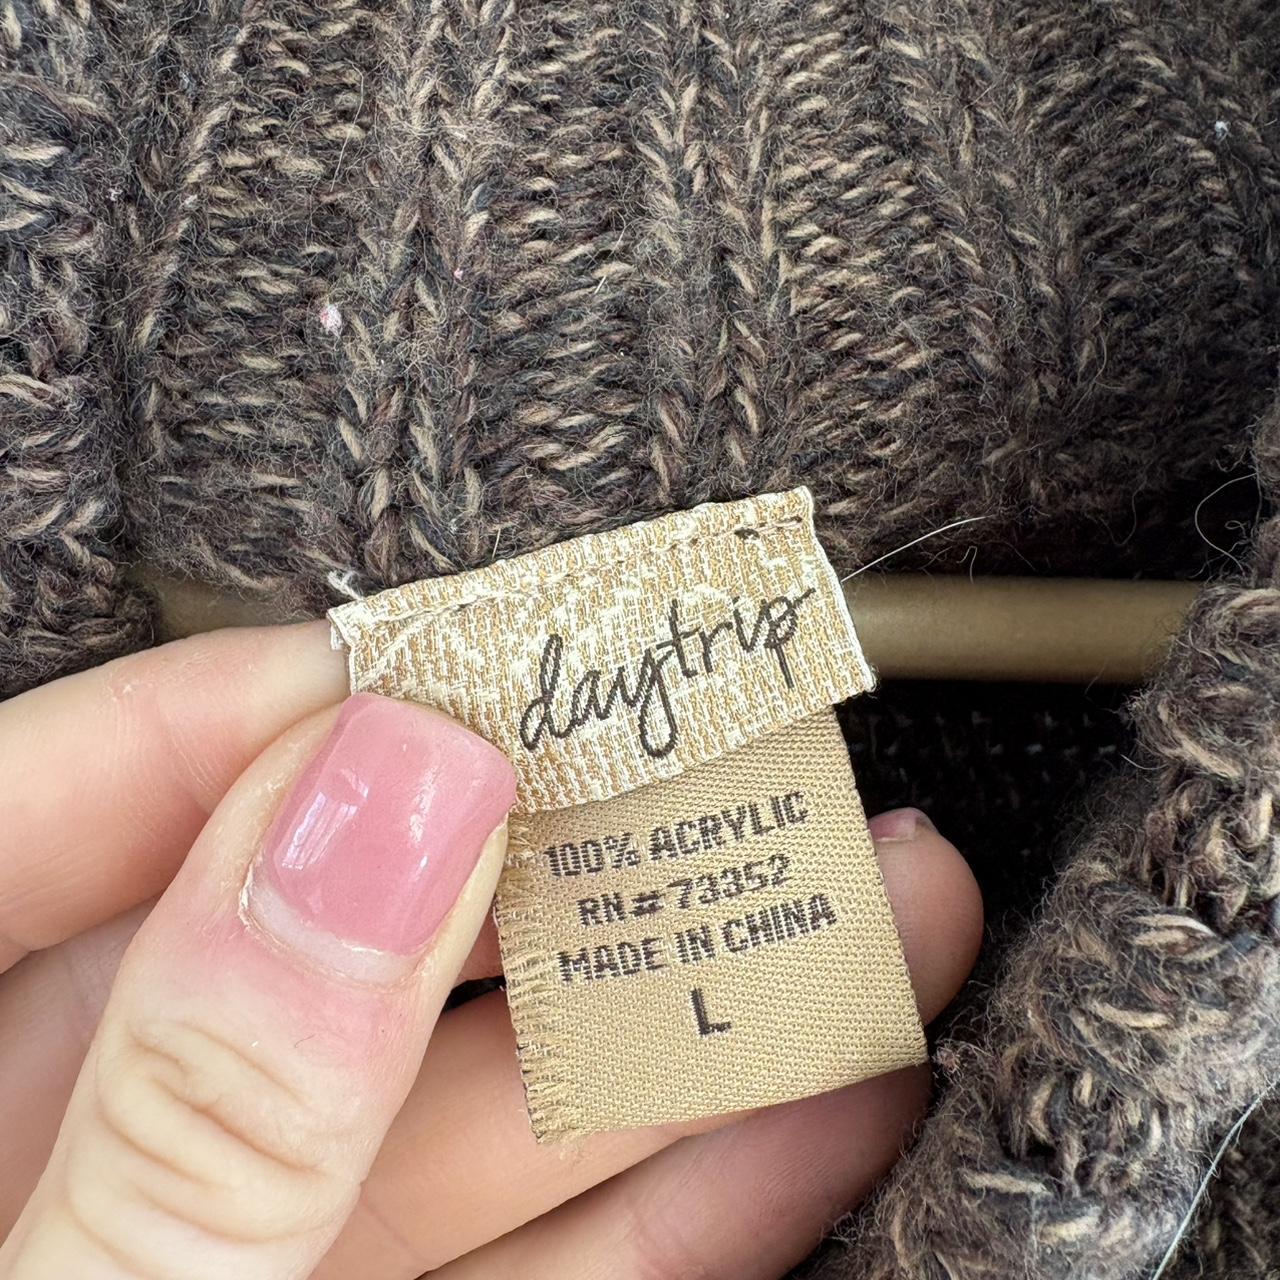 daytrip
100% ACRYLIC
RN# 73352
MADE IN CHINA
L